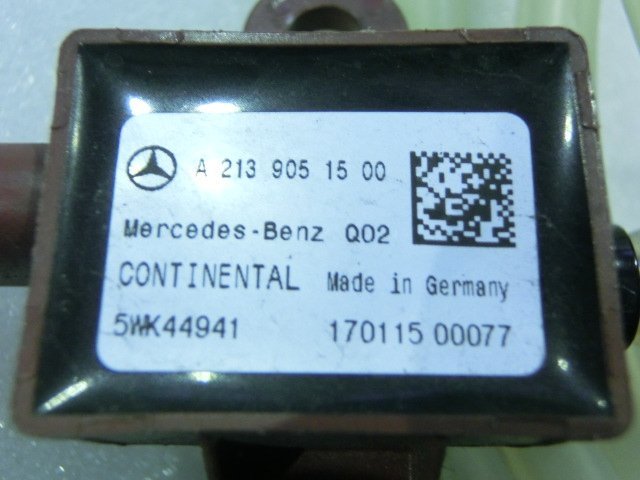 A 213 905 15 00
Mercedes-Benz Q02
CONTINENTAL Made in Germany
5WK44941 170115 00077